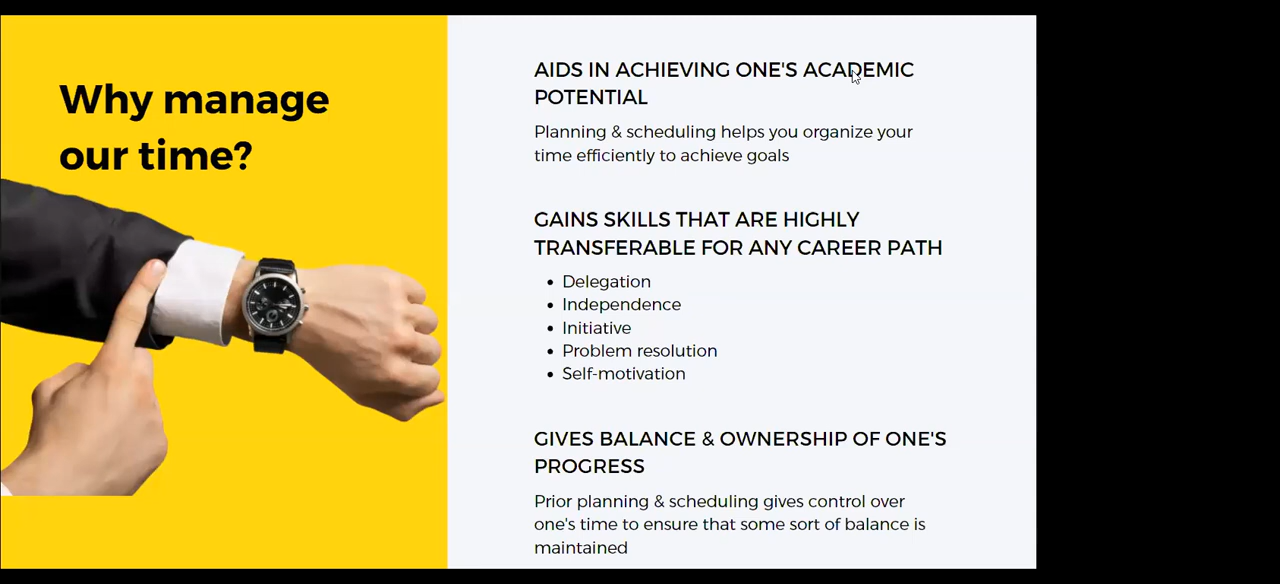 Why manage
our time?
AIDS IN ACHIEVING ONE'S ACADEMIC
POTENTIAL
Planning & scheduling helps you organize your
time efficiently to achieve goals
GAINS SKILLS THAT ARE HIGHLY
TRANSFERABLE FOR ANY CAREER PATH
• Delegation
• Independence
• Initiative
• Problem resolution
• Self-motivation
GIVES BALANCE & OWNERSHIP OF ONE'S
PROGRESS
Prior planning & scheduling gives control over
one's time to ensure that some sort of balance is
maintained